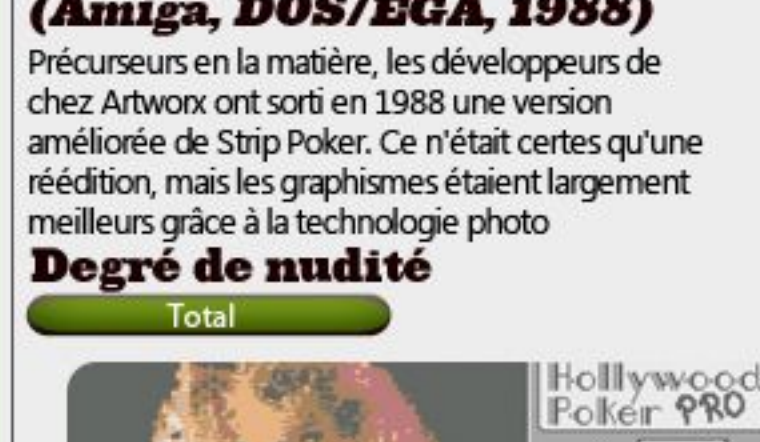 (Amiga, DOS/EGA, 1988)
Précurseurs en la matière, les développeurs de
chez Artworx ont sorti en 1988 une version
améliorée de Strip Poker. Ce n'était certes qu'une
réédition, mais les graphismes étaient largement
meilleurs grâce à la technologie photo
Degré de nudité
Total
Hollywood
Poker PRO